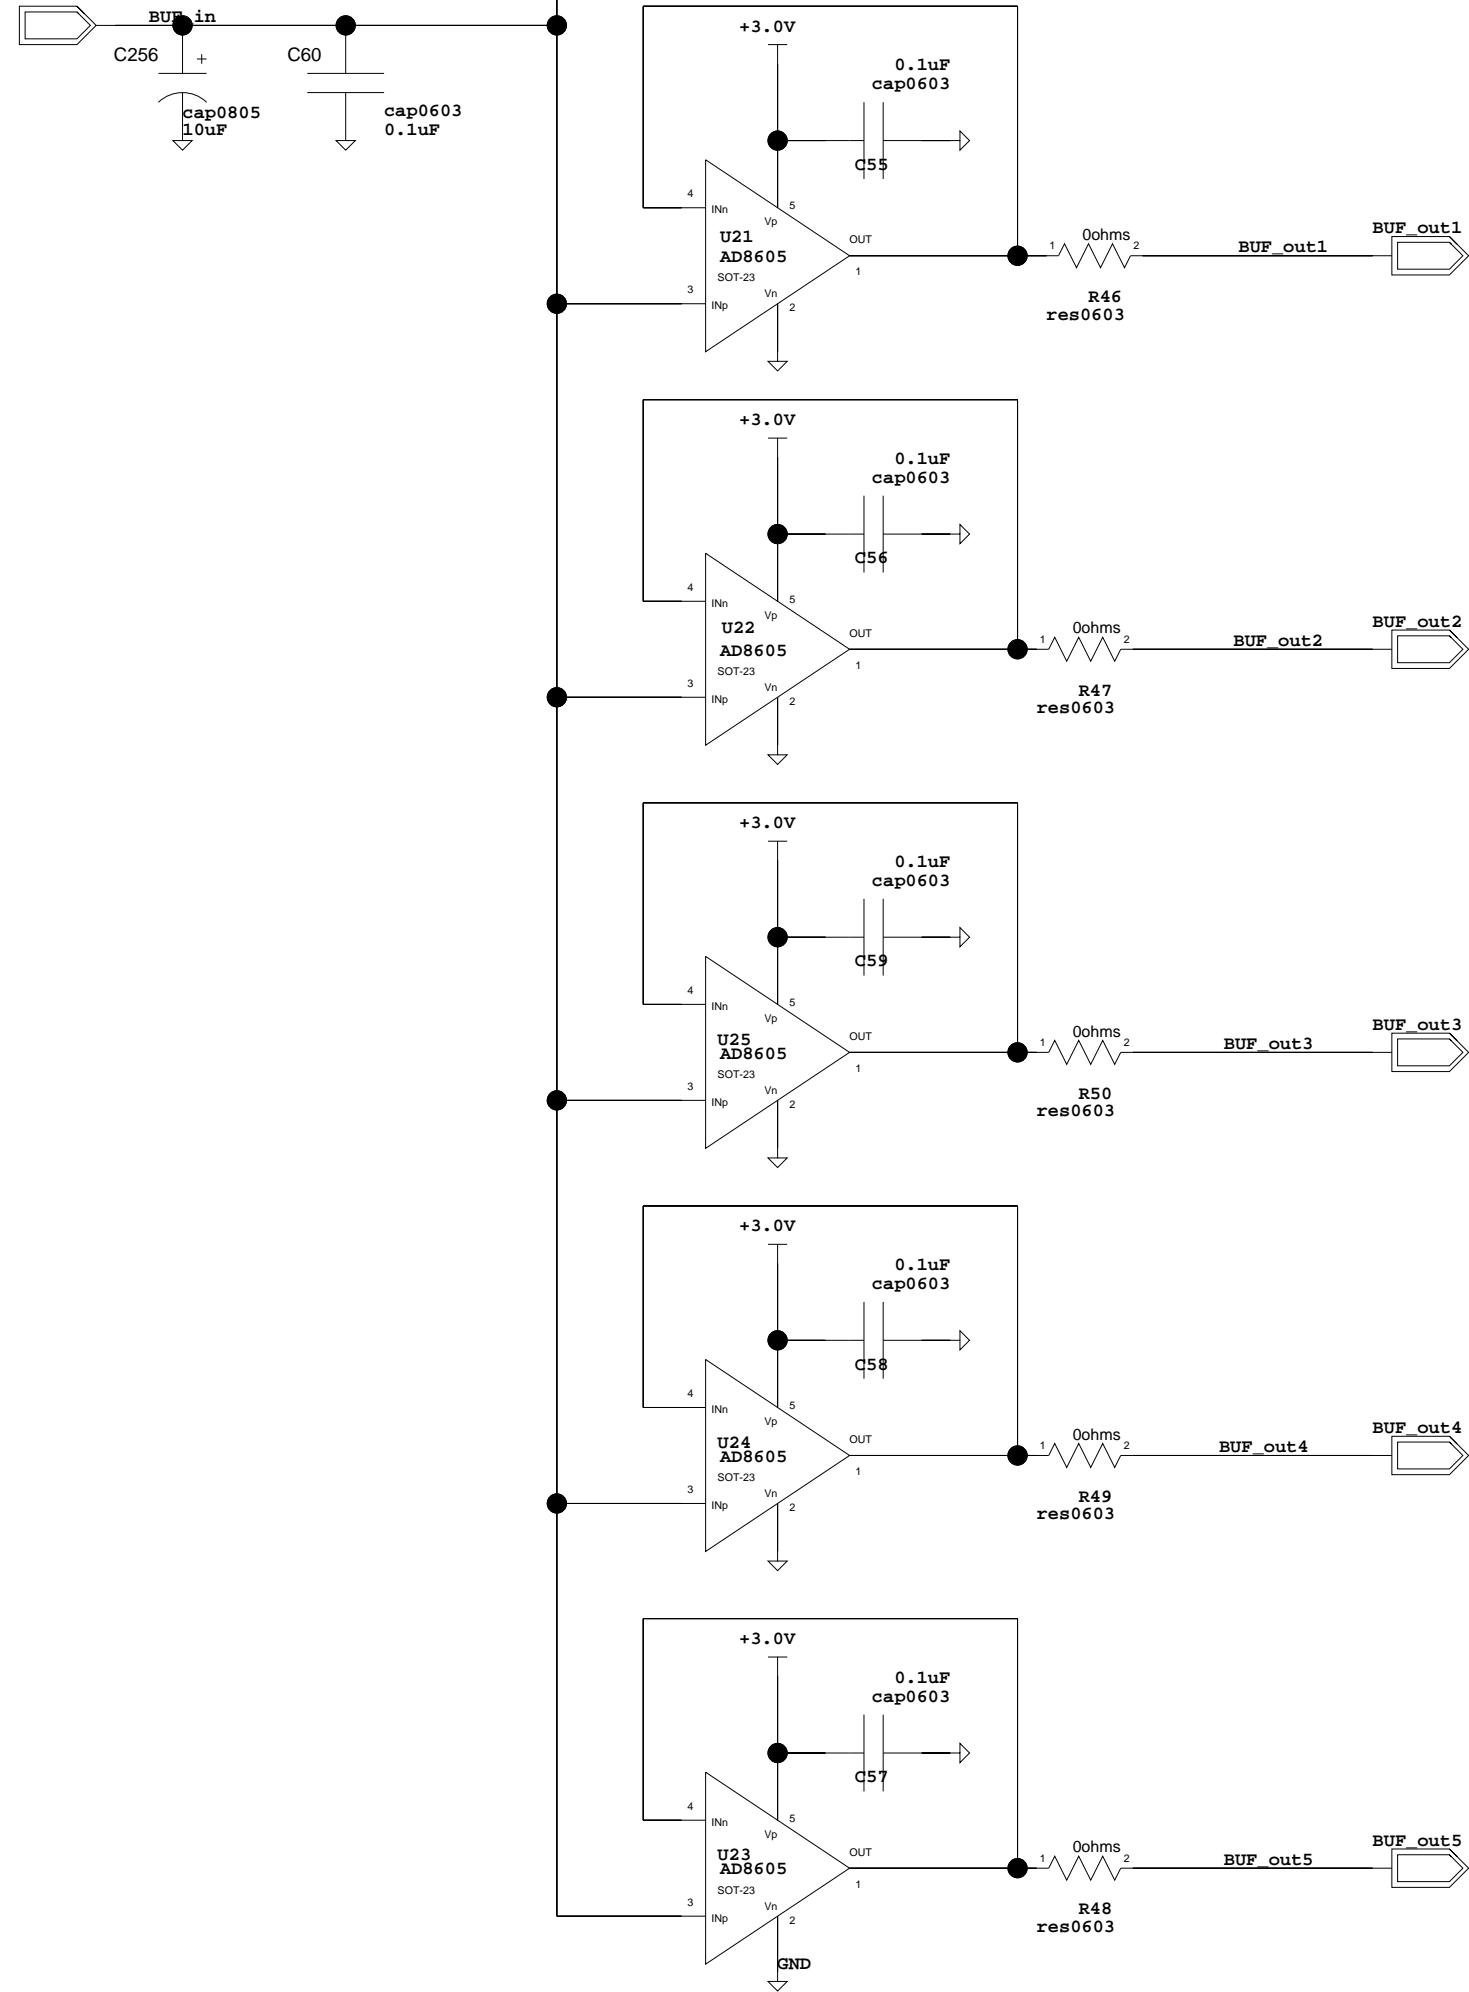 BUF_in
C256
+
cap0805
10uF
C60
cap0603
0.1uF
+3.0V
0.1uF
cap0603
C55
4
INn
5
Vp
U21
AD8605
SOT-23
OUT
1
3
INp
Vn
2
1
0ohms
2
R46
res0603
BUF_out1
BUF_out1
+3.0V
0.1uF
cap0603
C56
4
INn
5
Vp
U22
AD8605
SOT-23
OUT
1
3
INp
Vn
2
1
0ohms
2
R47
res0603
BUF_out2
BUF_out2
+3.0V
0.1uF
cap0603
C59
4
INn
5
Vp
U25
AD8605
SOT-23
OUT
1
3
INp
Vn
2
1
0ohms
2
R50
res0603
BUF_out3
BUF_out3
+3.0V
0.1uF
cap0603
C58
4
INn
5
Vp
U24
AD8605
SOT-23
OUT
1
3
INp
Vn
2
1
0ohms
2
R49
res0603
BUF_out4
BUF_out4
+3.0V
0.1uF
cap0603
C57
4
INn
5
Vp
U23
AD8605
SOT-23
OUT
1
3
INp
Vn
2
GND
1
0ohms
2
R48
res0603
BUF_out5
BUF_out5